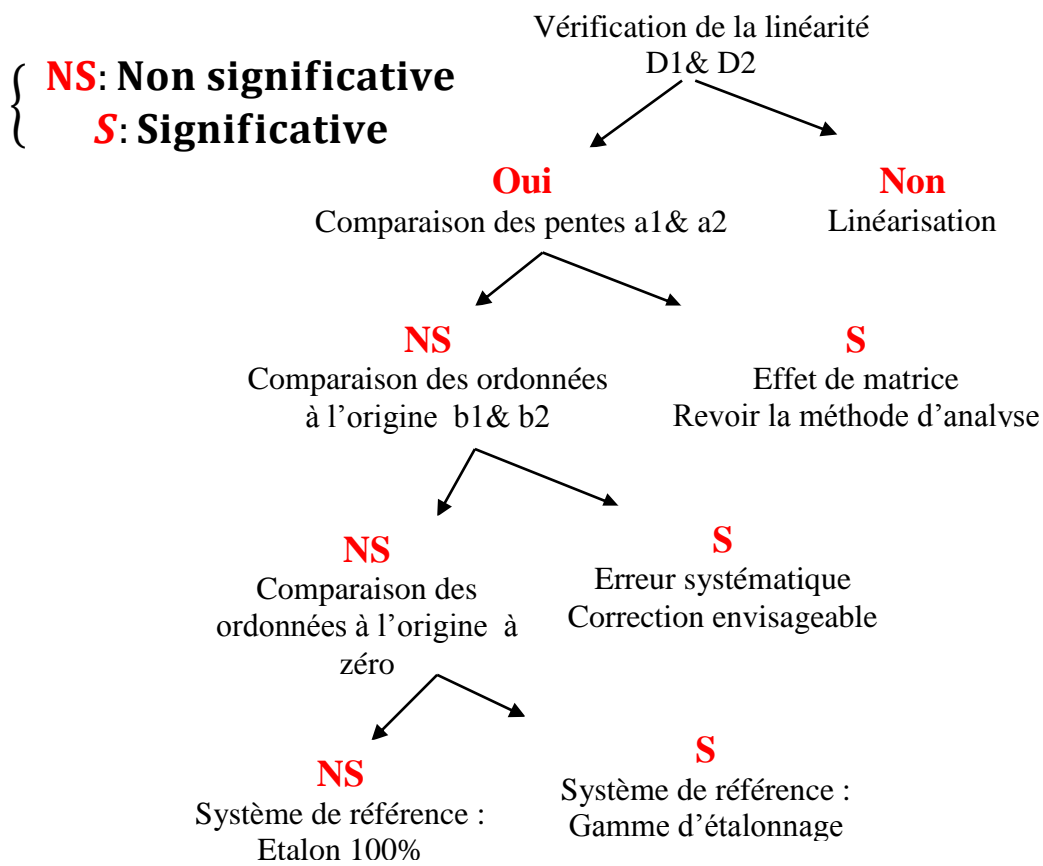 Vérification de la linéarité
D1& D2
NS: Non significative
S: Significative
Oui
Comparaison des pentes a1& a2
Non
Linéarisation
NS
Comparaison des ordonnées
à l’origine b1& b2
S
Effet de matrice
Revoir la méthode d’analyse
NS
Comparaison des
ordonnées à l’origine à
zéro
S
Erreur systématique
Correction envisageable
NS
Système de référence :
Etalon 100%
S
Système de référence :
Gamme d’étalonnage